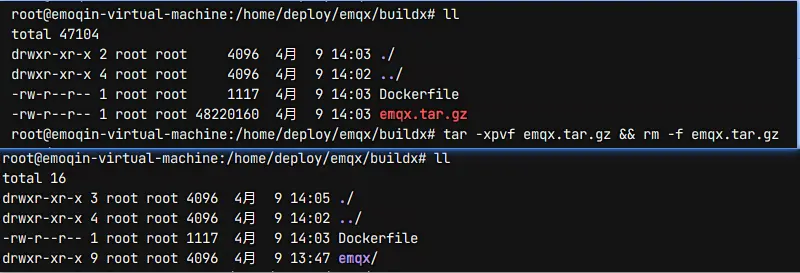 root@emoqin-virtual-machine:/home/deploy/emqx/buildx# ll
total 47104
drwxr-xr-x 2 root root     4096  4月   9 14:03 ./
drwxr-xr-x 4 root root     4096  4月   9 14:03 ../
-rw-r--r-- 1 root root     1117  4月   9 14:03 Dockerfile
-rw-r--r-- 1 root root 48220160  4月   9 14:03 emqx.tar.gz
root@emoqin-virtual-machine:/home/deploy/emqx/buildx# tar -xpvf emqx.tar.gz && rm -f emqx.tar.gz
root@emoqin-virtual-machine:/home/deploy/emqx/buildx# ll
total 16
drwxr-xr-x 3 root root 4096  4月   9 14:05 ./
drwxr-xr-x 4 root root 4096  4月   9 14:03 ../
-rw-r--r-- 1 root root 1117  4月   9 14:03 Dockerfile
drwxr-xr-x 9 root root 4096  4月   9 13:47 emqx/